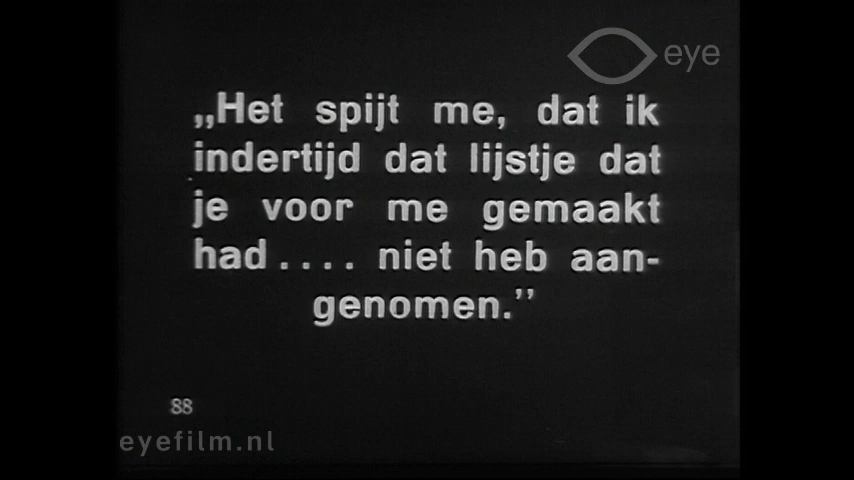 eye
„Het spijt me, dat ik
indertijd dat lijstje dat
je voor me gemaakt
had.... niet heb aan-
genomen.”
88
eyefilm.nl